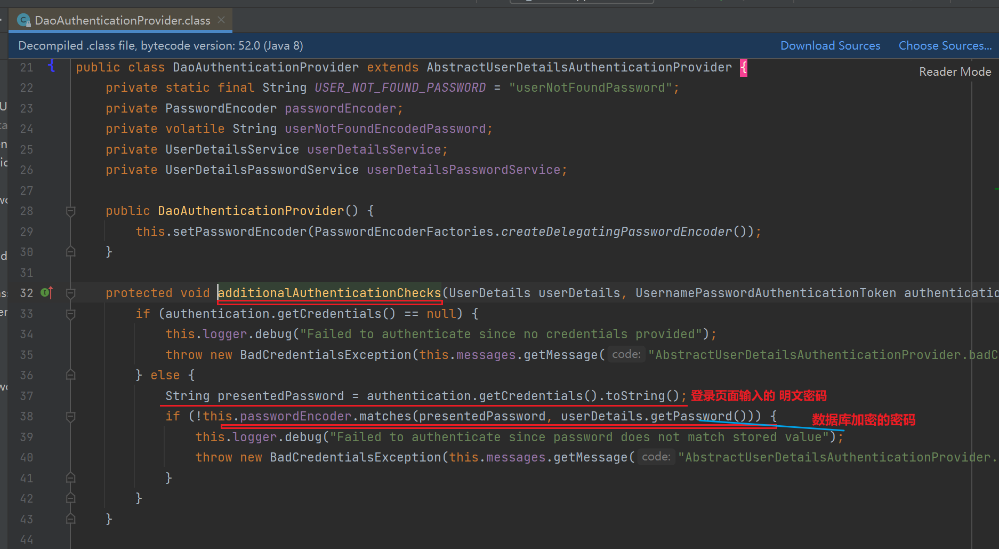 DaoAuthenticationProvider.class
Decompiled .class file, bytecode version: 52.0 (Java 8) Download Sources Choose Sources...
Reader Mode
21 public class DaoAuthenticationProvider extends AbstractUserDetailsAuthenticationProvider {
22 private static final String USER_NOT_FOUND_PASSWORD = "userNotFoundPassword";
23 private PasswordEncoder passwordEncoder;
24 private volatile String userNotFoundEncodedPassword;
25 private UserDetailsService userDetailsService;
26 private UserDetailsPasswordService userDetailsPasswordService;
27
28 public DaoAuthenticationProvider() {
29 this.setPasswordEncoder(PasswordEncoderFactories.createDelegatingPasswordEncoder());
30 }
31
32 protected void additionalAuthenticationChecks(UserDetails userDetails, UsernamePasswordAuthenticationToken authenticatio
33 if (authentication.getCredentials() == null) {
34 this.logger.debug("Failed to authenticate since no credentials provided");
35 throw new BadCredentialsException(this.messages.getMessage( code: "AbstractUserDetailsAuthenticationProvider.badC
36 } else {
37 String presentedPassword = authentication.getCredentials().toString(); 登录页面输入的 明文密码
38 if (!this.passwordEncoder.matches(presentedPassword, userDetails.getPassword())) { 数据库加密的密码
39 this.logger.debug("Failed to authenticate since password does not match stored value");
40 throw new BadCredentialsException(this.messages.getMessage( code: "AbstractUserDetailsAuthenticationProvider.
41 }
42 }
43 }
44